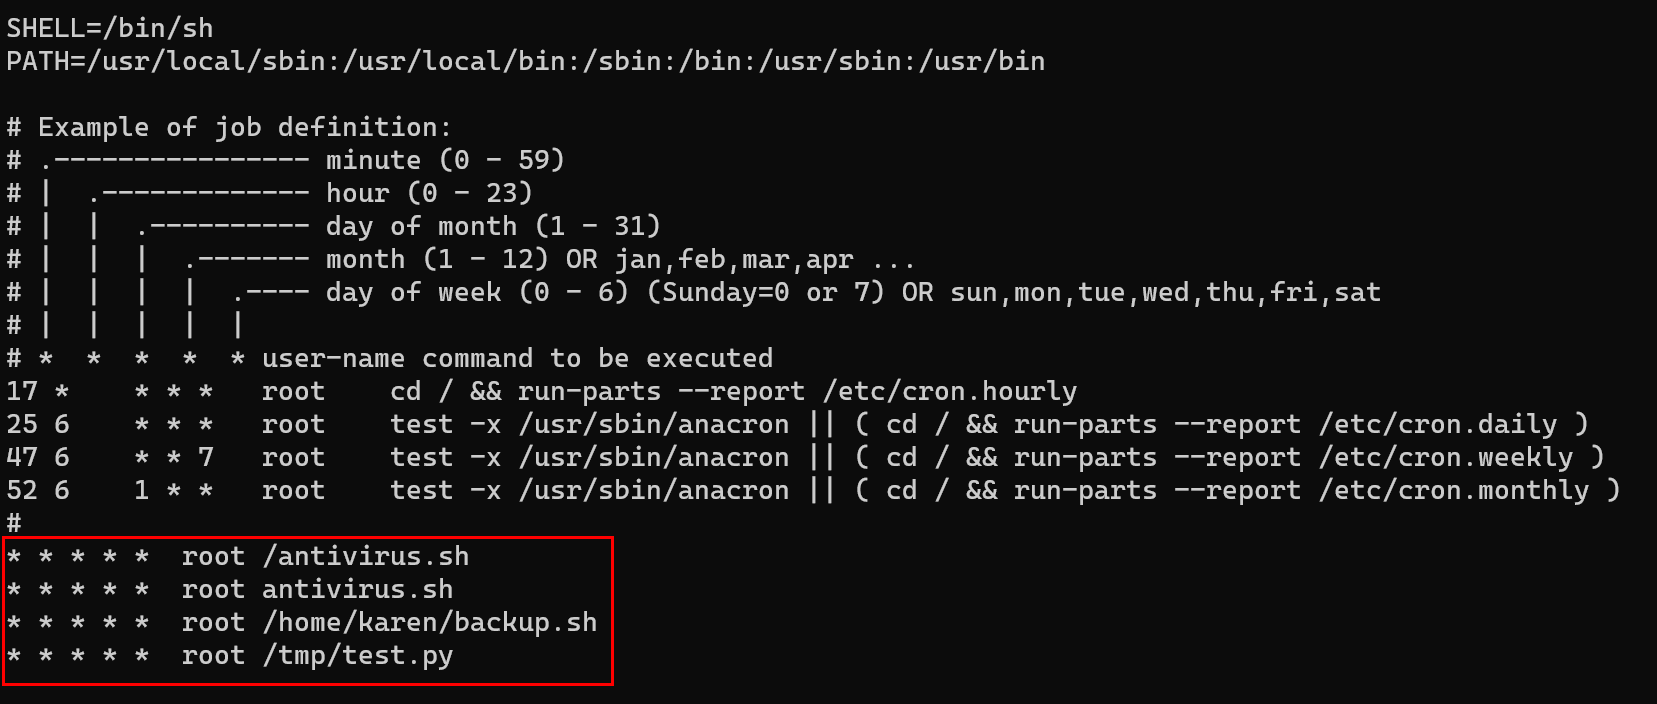 SHELL=/bin/sh
PATH=/usr/local/sbin:/usr/local/bin:/sbin:/bin:/usr/sbin:/usr/bin

# Example of job definition:
# .---------------- minute (0 - 59)
# |  .------------- hour (0 - 23)
# |  |  .---------- day of month (1 - 31)
# |  |  |  .------- month (1 - 12) OR jan,feb,mar,apr ...
# |  |  |  |  .---- day of week (0 - 6) (Sunday=0 or 7) OR sun,mon,tue,wed,thu,fri,sat
# |  |  |  |  |
# *  *  *  *  * user-name command to be executed
17 *    * * *   root    cd / && run-parts --report /etc/cron.hourly
25 6    * * *   root    test -x /usr/sbin/anacron || ( cd / && run-parts --report /etc/cron.daily )
47 6    * * 7   root    test -x /usr/sbin/anacron || ( cd / && run-parts --report /etc/cron.weekly )
52 6    1 * *   root    test -x /usr/sbin/anacron || ( cd / && run-parts --report /etc/cron.monthly )
#
* * * * *  root /antivirus.sh
* * * * *  root antivirus.sh
* * * * *  root /home/karen/backup.sh
* * * * *  root /tmp/test.py